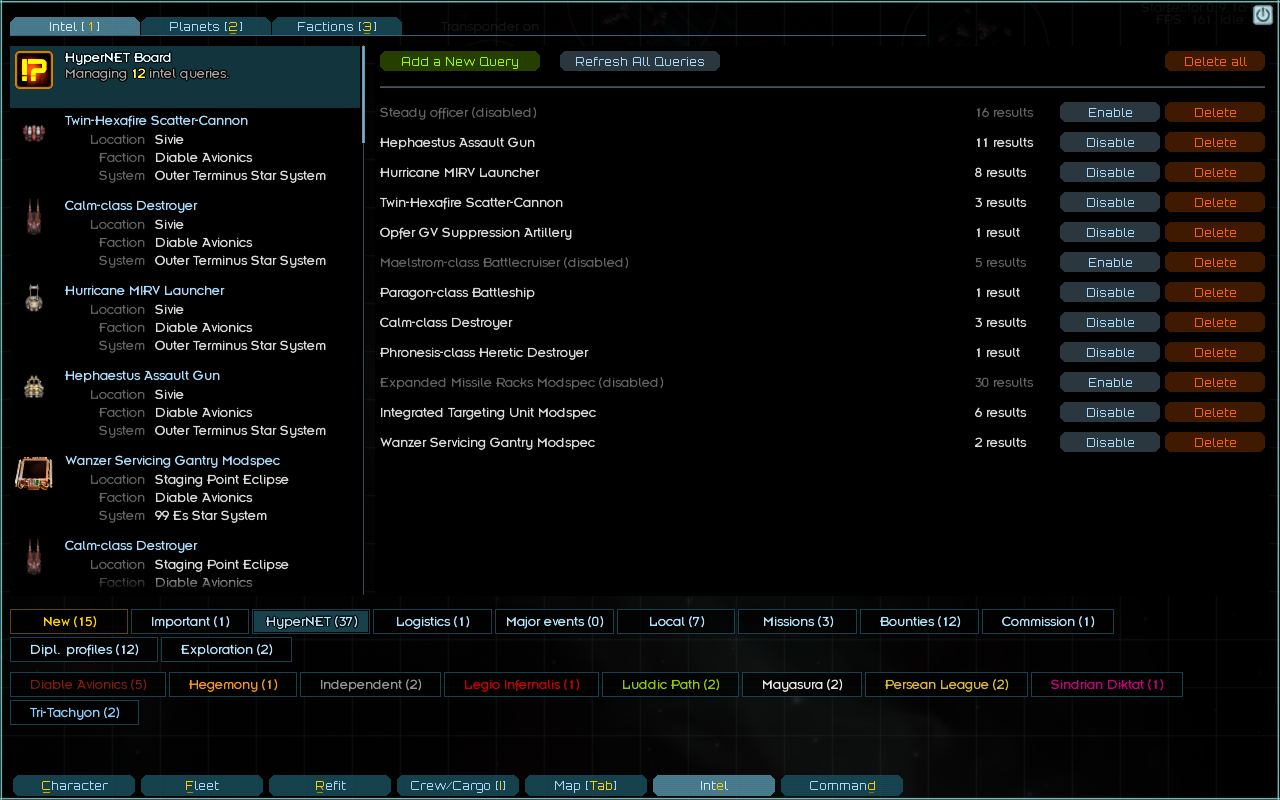 Starsector 0.9.1a
FPS: 161, idle:
Intel [1]
Planets [2]
Factions [3]
Transponder on
HyperNET Board
Managing 12 intel queries.
Twin-Hexafire Scatter-Cannon
Location Sivie
Faction Diable Avionics
System Outer Terminus Star System
Calm-class Destroyer
Location Sivie
Faction Diable Avionics
System Outer Terminus Star System
Hurricane MIRV Launcher
Location Sivie
Faction Diable Avionics
System Outer Terminus Star System
Hephaestus Assault Gun
Location Sivie
Faction Diable Avionics
System Outer Terminus Star System
Wanzer Servicing Gantry Modspec
Location Staging Point Eclipse
Faction Diable Avionics
System 99 Es Star System
Calm-class Destroyer
Location Staging Point Eclipse
Faction Diable Avionics
Add a New Query Refresh All Queries Delete all
Steady officer (disabled) 16 results Enable Delete
Hephaestus Assault Gun 11 results Disable Delete
Hurricane MIRV Launcher 8 results Disable Delete
Twin-Hexafire Scatter-Cannon 3 results Disable Delete
Opfer GV Suppression Artillery 1 result Disable Delete
Maelstrom-class Battlecruiser (disabled) 5 results Enable Delete
Paragon-class Battleship 1 result Disable Delete
Calm-class Destroyer 3 results Disable Delete
Phronesis-class Heretic Destroyer 1 result Disable Delete
Expanded Missile Racks Modspec (disabled) 30 results Enable Delete
Integrated Targeting Unit Modspec 6 results Disable Delete
Wanzer Servicing Gantry Modspec 2 results Disable Delete
New (15) Important (1) HyperNET (37) Logistics (1) Major events (0) Local (7) Missions (3) Bounties (12) Commission (1)
Dipl. profiles (12) Exploration (2)
Diable Avionics (5) Hegemony (1) Independent (2) Legio Infernalis (1) Luddic Path (2) Mayasura (2) Persean League (2) Sindrian Diktat (1)
Tri-Tachyon (2)
Character Fleet Refit Crew/Cargo [I] Map [Tab] Intel Command